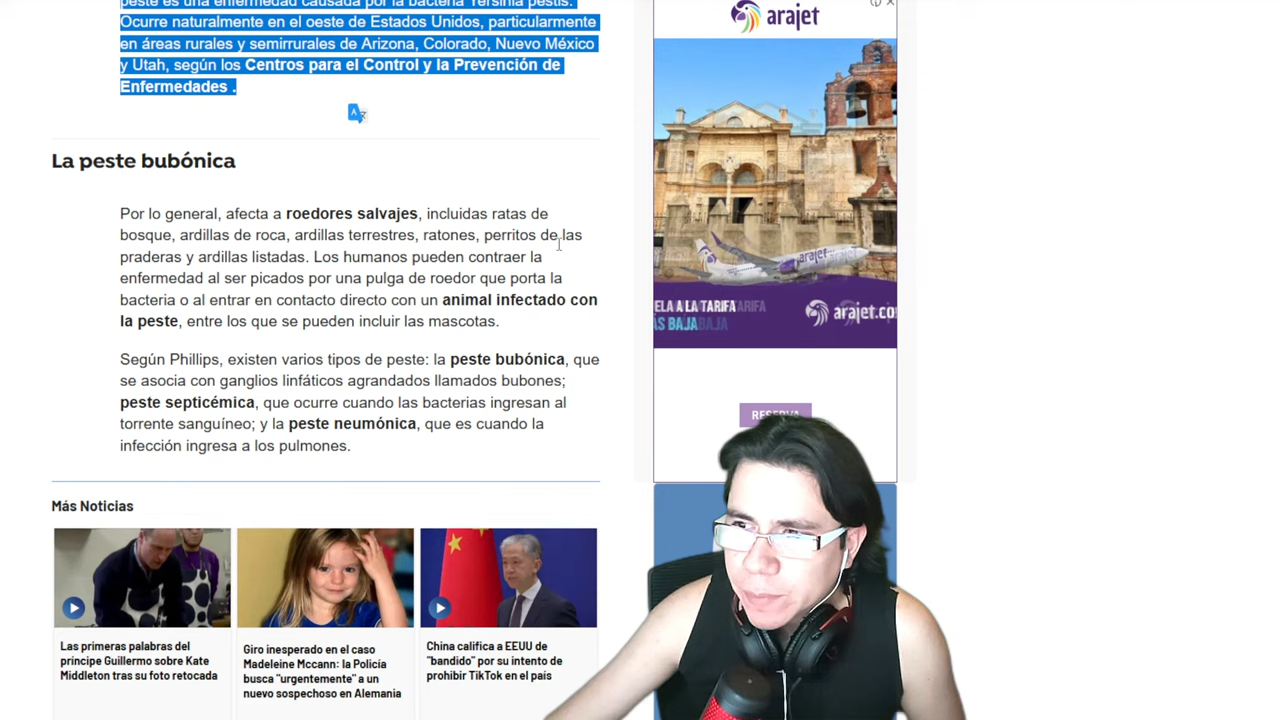 peste es una enfermedad causada por la bacteria Yersinia pestis.
Ocurre naturalmente en el oeste de Estados Unidos, particularmente
en áreas rurales y semirrurales de Arizona, Colorado, Nuevo México
y Utah, según los Centros para el Control y la Prevención de
Enfermedades .
La peste bubónica
Por lo general, afecta a roedores salvajes, incluidas ratas de
bosque, ardillas de roca, ardillas terrestres, ratones, perritos de las
praderas y ardillas listadas. Los humanos pueden contraer la
enfermedad al ser picados por una pulga de roedor que porta la
bacteria o al entrar en contacto directo con un animal infectado con
la peste, entre los que se pueden incluir las mascotas.
Según Phillips, existen varios tipos de peste: la peste bubónica, que
se asocia con ganglios linfáticos agrandados llamados bubones;
peste septicémica, que ocurre cuando las bacterias ingresan al
torrente sanguíneo; y la peste neumónica, que es cuando la
infección ingresa a los pulmones.
Más Noticias
Las primeras palabras del
príncipe Guillermo sobre Kate
Middleton tras su foto retocada
Giro inesperado en el caso
Madeleine Mccann: la Policía
busca "urgentemente" a un
nuevo sospechoso en Alemania
China califica a EEUU de
"bandido" por su intento de
prohibir TikTok en el país
arajet
arajet
ELA A LA TARIFA
AS BAJA
arajet.co
RESERVA